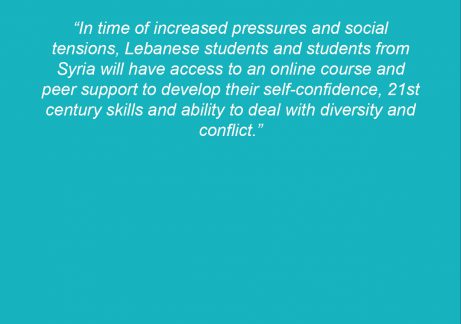 “In time of increased pressures and social
tensions, Lebanese students and students from
Syria will have access to an online course and
peer support to develop their self-confidence, 21st
century skills and ability to deal with diversity and
conflict.”